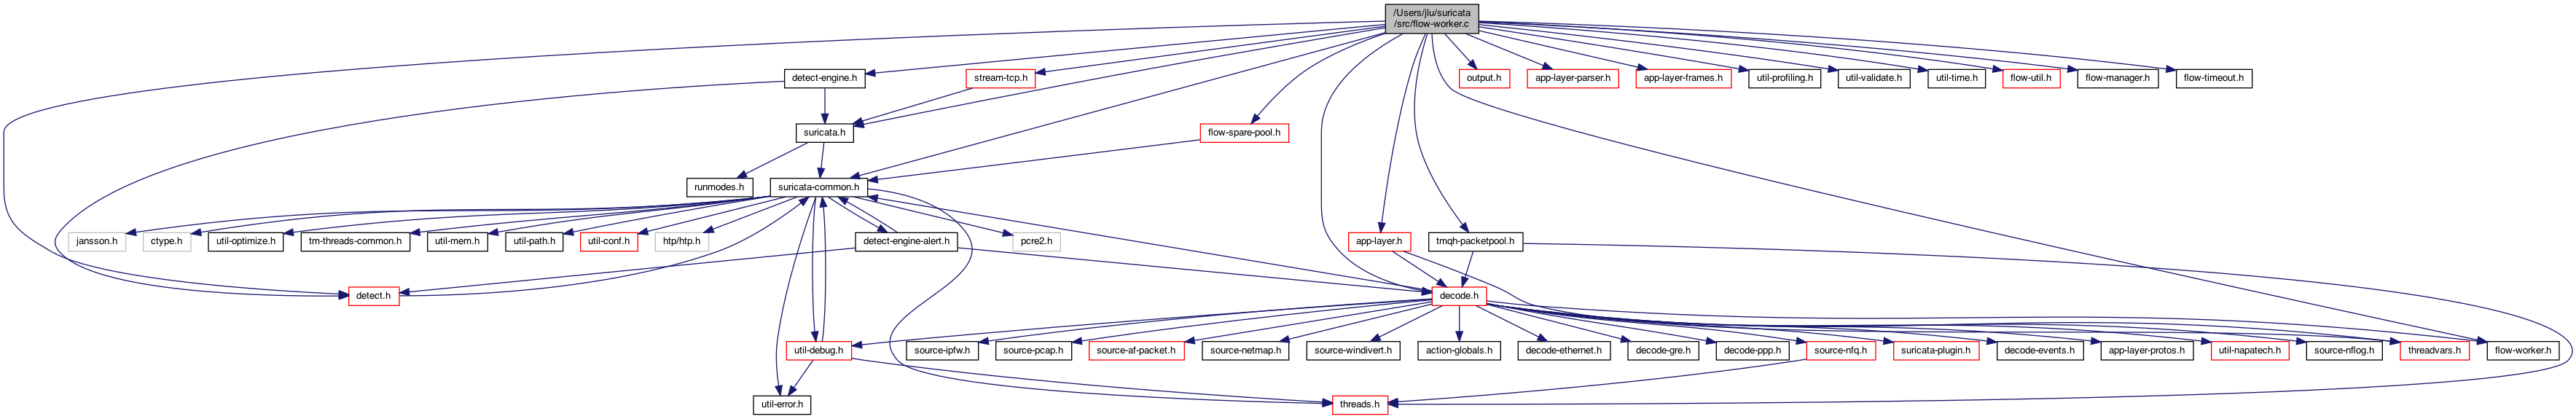 /Users/jlu/suricata
/src/flow-worker.c
detect-engine.h
stream-tcp.h
output.h
app-layer-parser.h
app-layer-frames.h
util-profiling.h
util-validate.h
util-time.h
flow-util.h
flow-manager.h
flow-timeout.h
suricata.h
flow-spare-pool.h
runmodes.h
suricata-common.h
jansson.h
ctype.h
util-optimize.h
tm-threads-common.h
util-mem.h
util-path.h
util-conf.h
htp/htp.h
detect-engine-alert.h
pcre2.h
app-layer.h
tmqh-packetpool.h
detect.h
decode.h
util-debug.h
source-ipfw.h
source-pcap.h
source-af-packet.h
source-netmap.h
source-windivert.h
action-globals.h
decode-ethernet.h
decode-gre.h
decode-ppp.h
source-nfq.h
suricata-plugin.h
decode-events.h
app-layer-protos.h
util-napatech.h
source-nflog.h
threadvars.h
flow-worker.h
util-error.h
threads.h